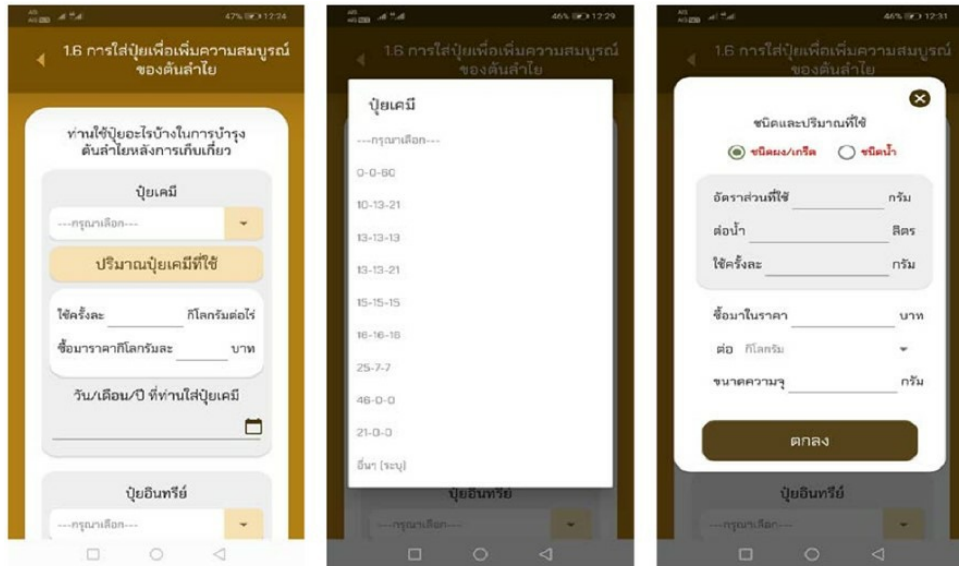 47% 12:24
1.6 การใส่ปุ๋ยเพื่อเพิ่มความสมบูรณ์
ของต้นลำไย
ท่านใช้ปุ๋ยอะไรบ้างในการบำรุง
ต้นลำไยหลังการเก็บเกี่ยว
ปุ๋ยเคมี
---กรุณาเลือก---
ปริมาณปุ๋ยเคมีที่ใช้
ใช้ครั้งละ กิโลกรัมต่อไร่
ซื้อมาราคากิโลกรัมละ บาท
วัน/เดือน/ปี ที่ท่านใส่ปุ๋ยเคมี
ปุ๋ยอินทรีย์
---กรุณาเลือก---
46% 12:29
1.6 การใส่ปุ๋ยเพื่อเพิ่มความสมบูรณ์
ของต้นลำไย
ปุ๋ยเคมี
---กรุณาเลือก---
0-0-60
10-13-21
13-13-13
13-13-21
15-15-15
16-16-16
25-7-7
46-0-0
21-0-0
อื่นๆ (ระบุ)
ปุ๋ยอินทรีย์
---กรุณาเลือก---
46% 12:31
1.6 การใส่ปุ๋ยเพื่อเพิ่มความสมบูรณ์
ของต้นลำไย
ชนิดและปริมาณที่ใช้
ชนิดผง/เกร็ด ชนิดน้ำ
อัตราส่วนที่ใช้ กรัม
ต่อน้ำ ลิตร
ใช้ครั้งละ กรัม
ซื้อมาในราคา บาท
ต่อ กิโลกรัม
ขนาดความจุ กรัม
ตกลง
ปุ๋ยอินทรีย์
---กรุณาเลือก---